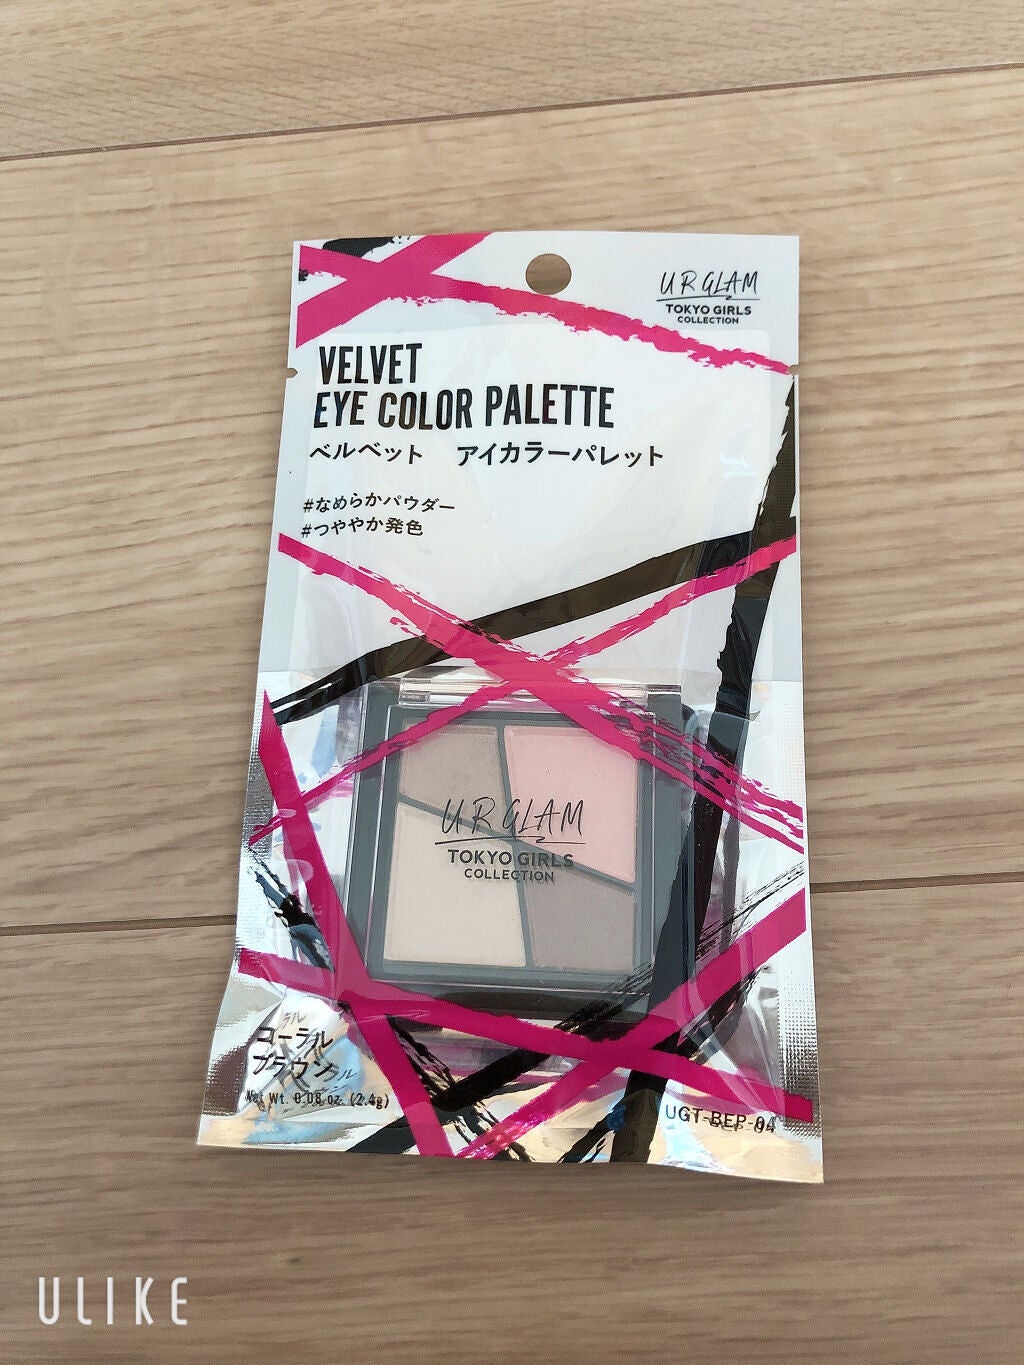 UR GLAM
TOKYO GIRLS
COLLECTION
VELVET
EYE COLOR PALETTE
ベルベット アイカラーパレット
#なめらかパウダー
#つややか発色
UR GLAM
TOKYO GIRLS
COLLECTION
コーラル
ブラウン
Net Wt. 0.08 oz. (2.4g)
UGT-BEP-04
ULIKE